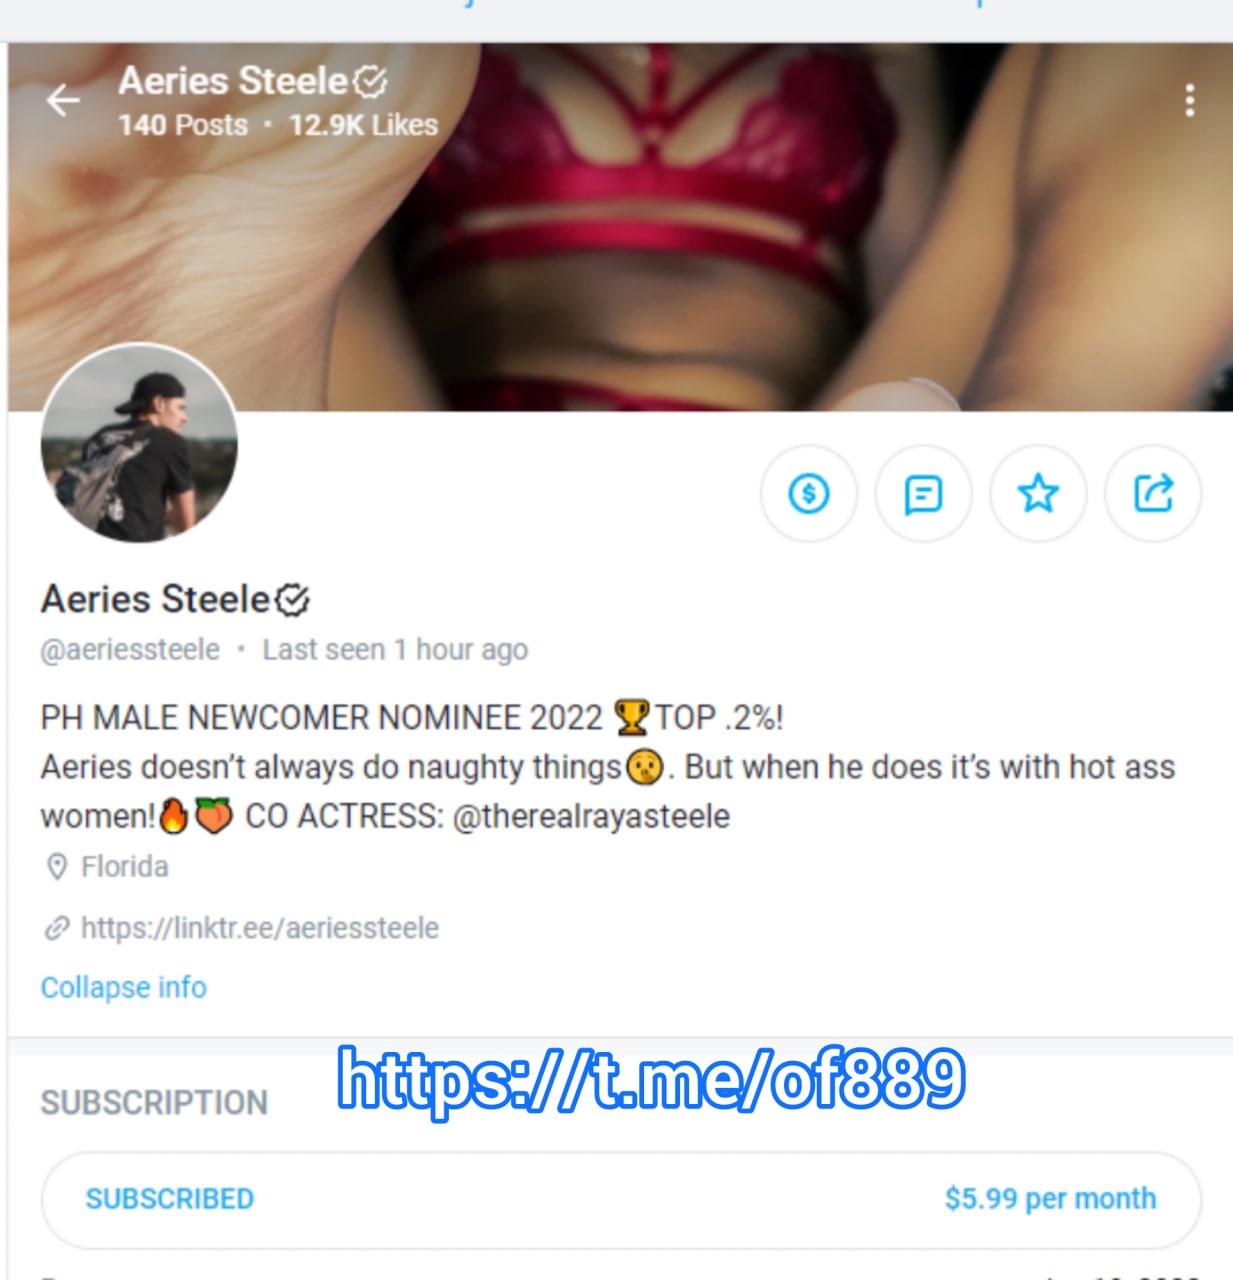 Aeries Steele
140 Posts · 12.9K Likes
Aeries Steele
@aeriessteele · Last seen 1 hour ago
PH MALE NEWCOMER NOMINEE 2022 🏆TOP .2%!
Aeries doesn’t always do naughty things🤫. But when he does it’s with hot ass
women!🔥🍑 CO ACTRESS: @therealrayasteele
Florida
https://linktr.ee/aeriessteele
Collapse info
https://t.me/of889
SUBSCRIPTION
SUBSCRIBED
$5.99 per month